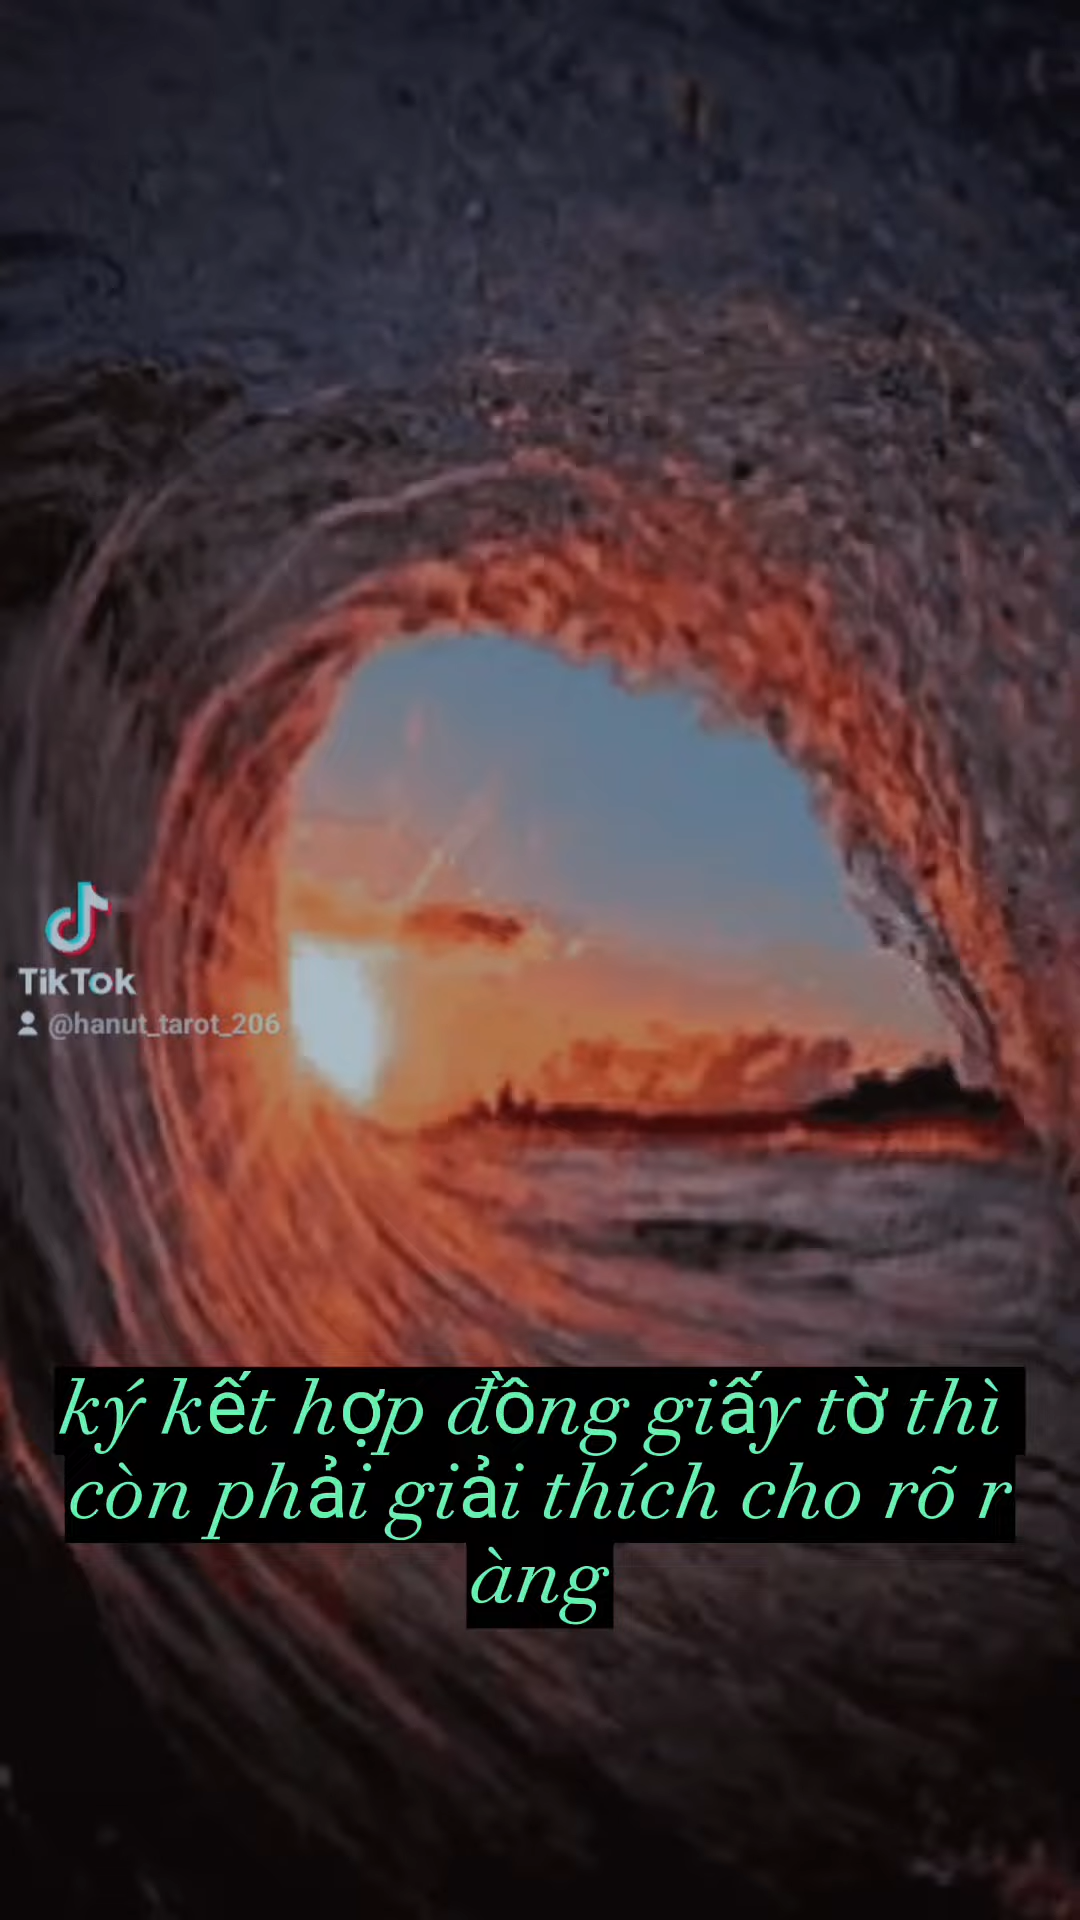 TikTok
@hanut_tarot_206
ký kết hợp đồng giấy tờ thì
còn phải giải thích cho rõ r
àng